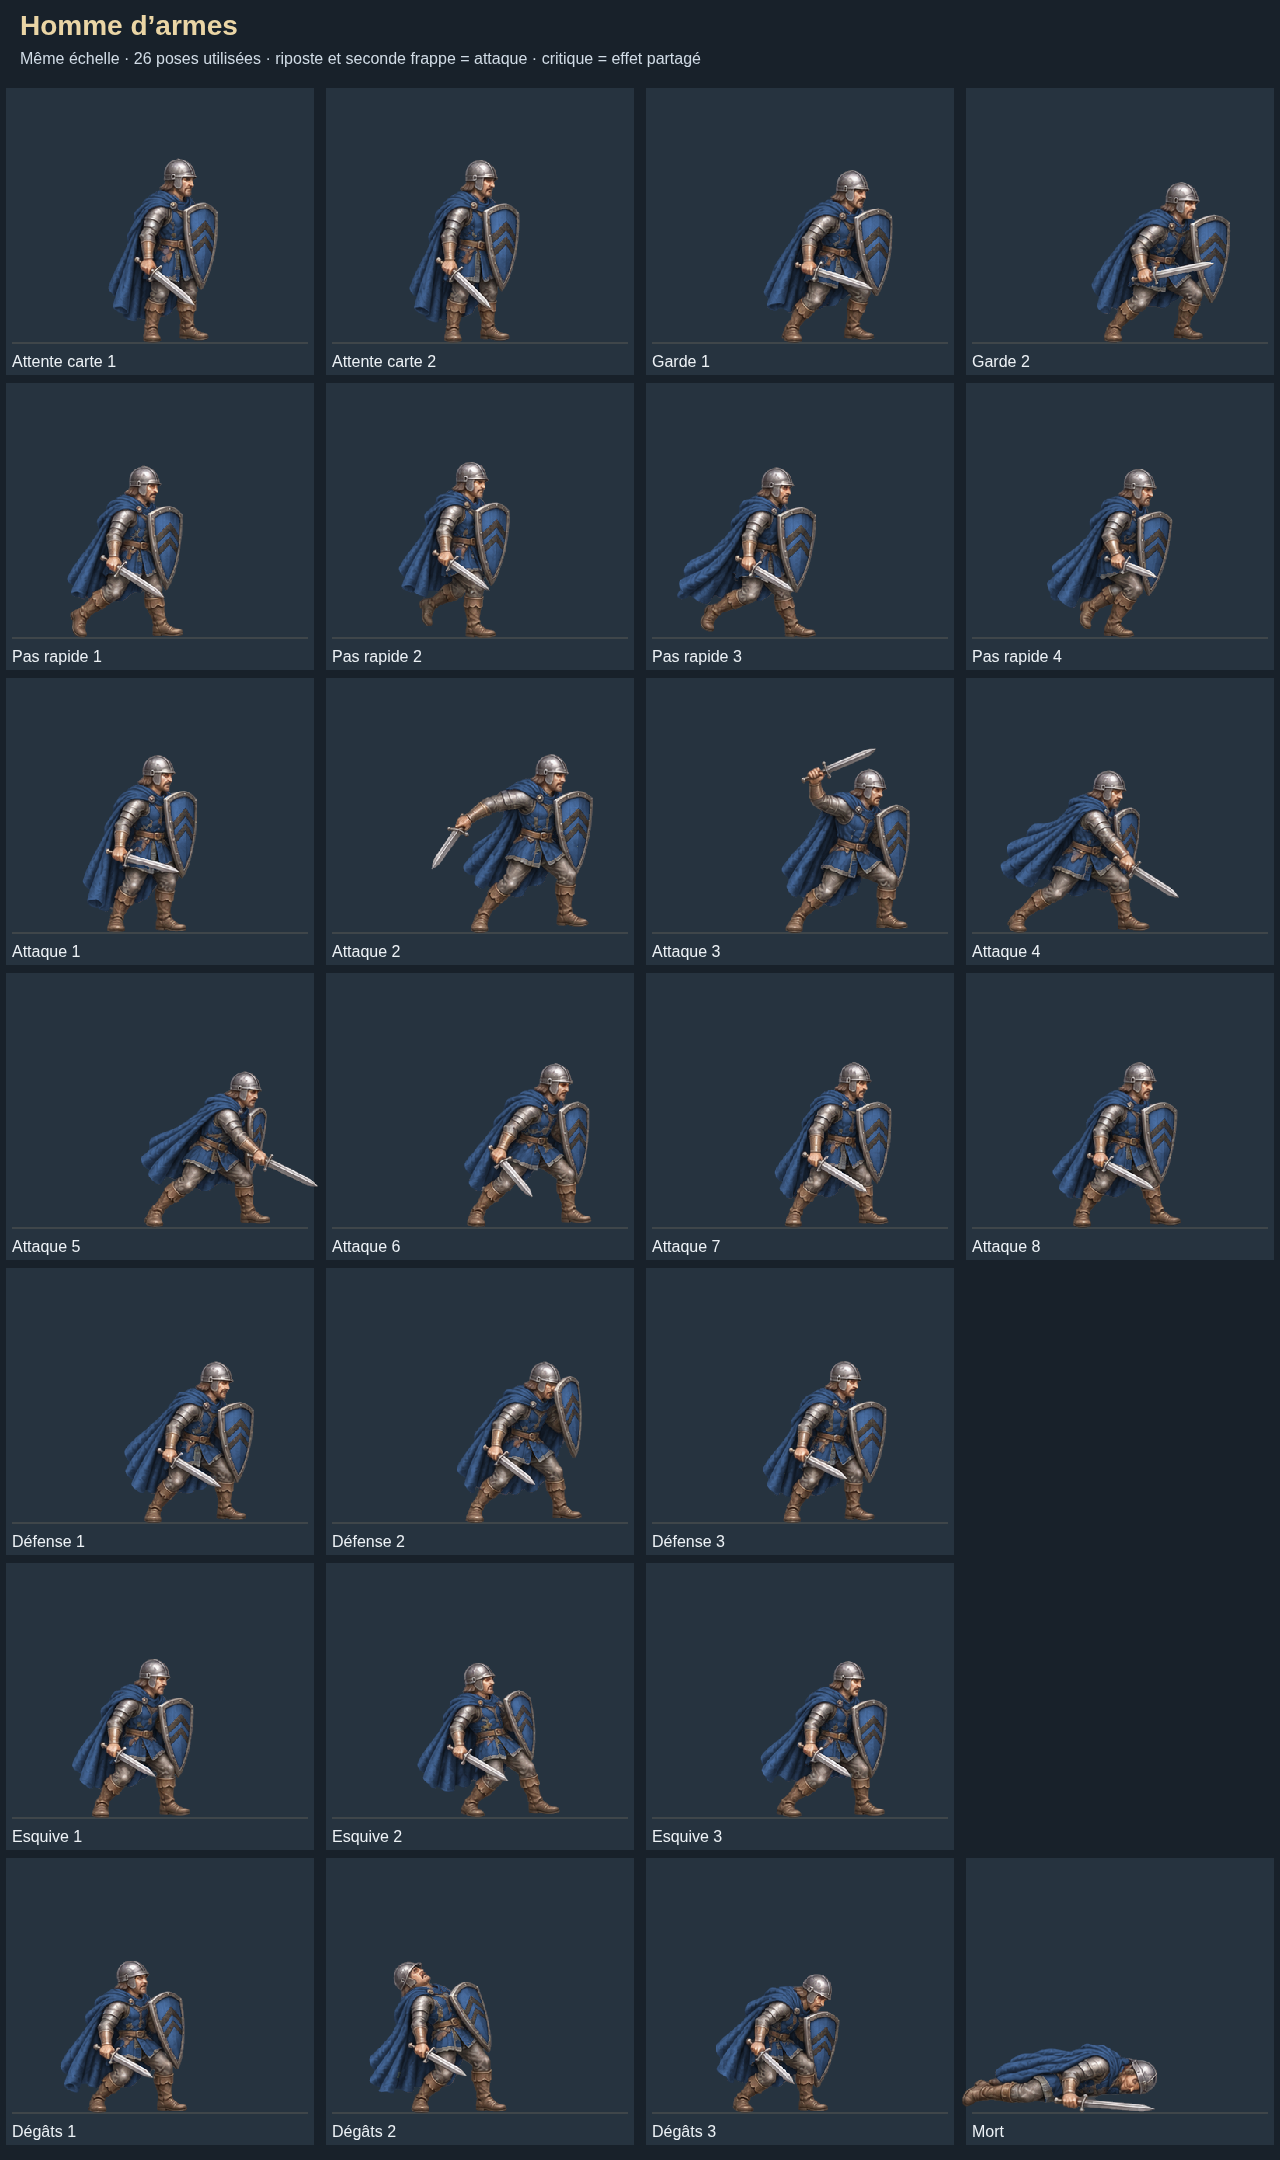 Homme d’armes
Même échelle · 26 poses utilisées · riposte et seconde frappe = attaque · critique = effet partagé
Attente carte 1
Attente carte 2
Garde 1
Garde 2
Pas rapide 1
Pas rapide 2
Pas rapide 3
Pas rapide 4
Attaque 1
Attaque 2
Attaque 3
Attaque 4
Attaque 5
Attaque 6
Attaque 7
Attaque 8
Défense 1
Défense 2
Défense 3
Esquive 1
Esquive 2
Esquive 3
Dégâts 1
Dégâts 2
Dégâts 3
Mort